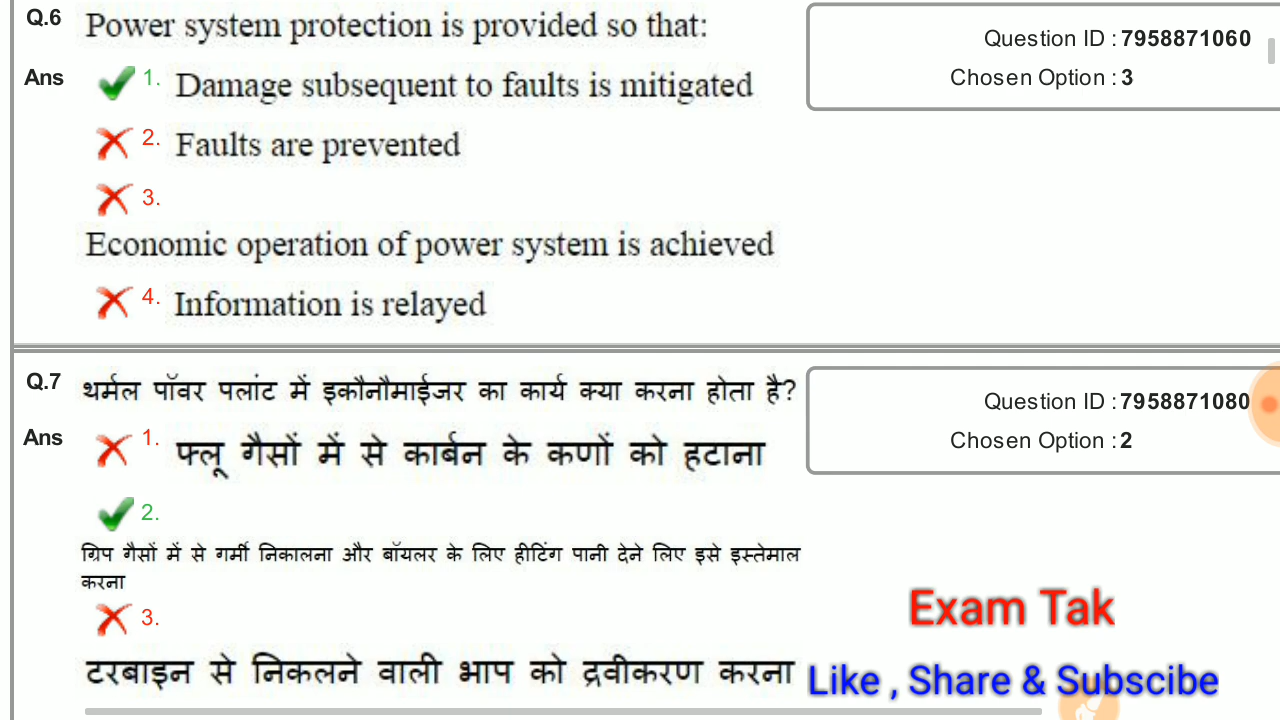 Q.6 Power system protection is provided so that:
Question ID : 7958871060
Chosen Option : 3
Ans 1. Damage subsequent to faults is mitigated
2. Faults are prevented
3.
Economic operation of power system is achieved
4. Information is relayed
Q.7 थर्मल पॉवर पलांट में इकौनौमाईजर का कार्य क्या करना होता है?
Question ID : 7958871080
Chosen Option : 2
Ans 1. फ्लू गैसों में से कार्बन के कणों को हटाना
2.
ग्रिप गैसों में से गर्मी निकालना और बॉयलर के लिए हीटिंग पानी देने लिए इसे इस्तेमाल
करना
3.
टरबाइन से निकलने वाली भाप को द्रवीकरण करना
Exam Tak
Like , Share & Subscibe